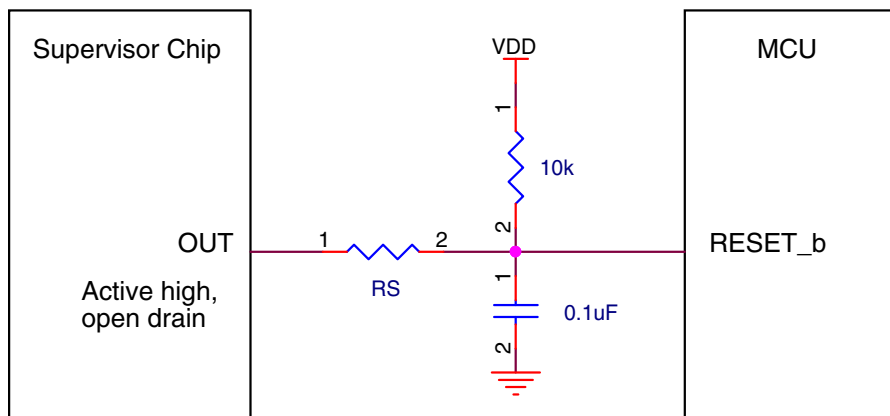 Supervisor Chip
VDD
MCU
1
10k
2
OUT
1
2
RESET_b
RS
1
Active high,
open drain
0.1uF
2